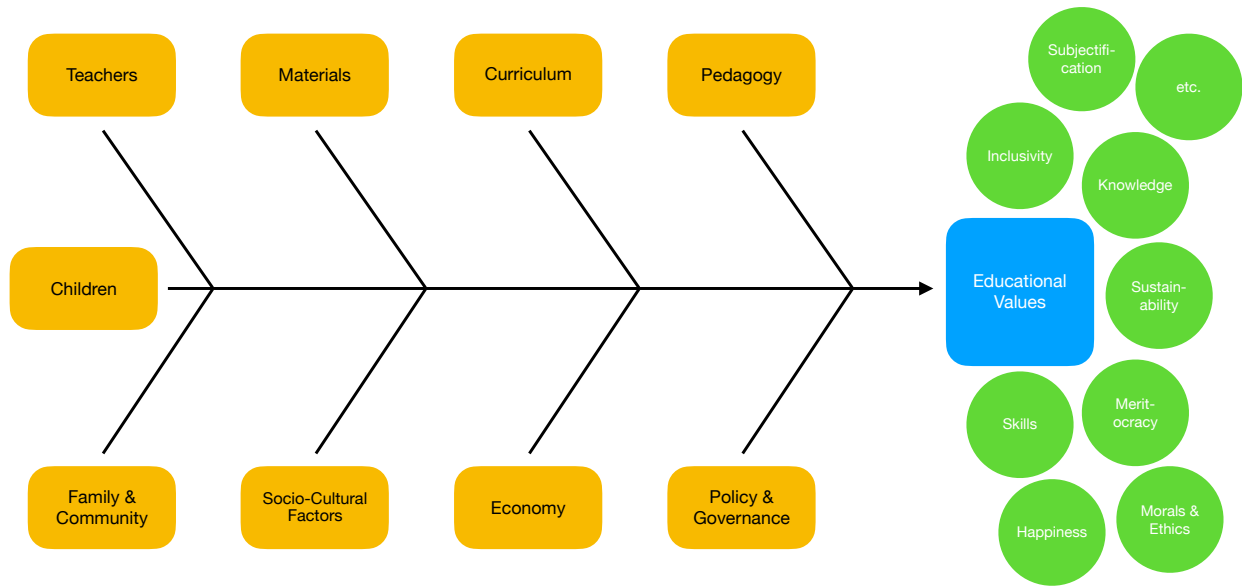 Teachers
Materials
Curriculum
Pedagogy
Subjectifi-
cation
etc.
Inclusivity
Knowledge
Children
Educational
Values
Sustain-
ability
Skills
Merit-
ocracy
Family &
Community
Socio-Cultural
Factors
Economy
Policy &
Governance
Happiness
Morals &
Ethics